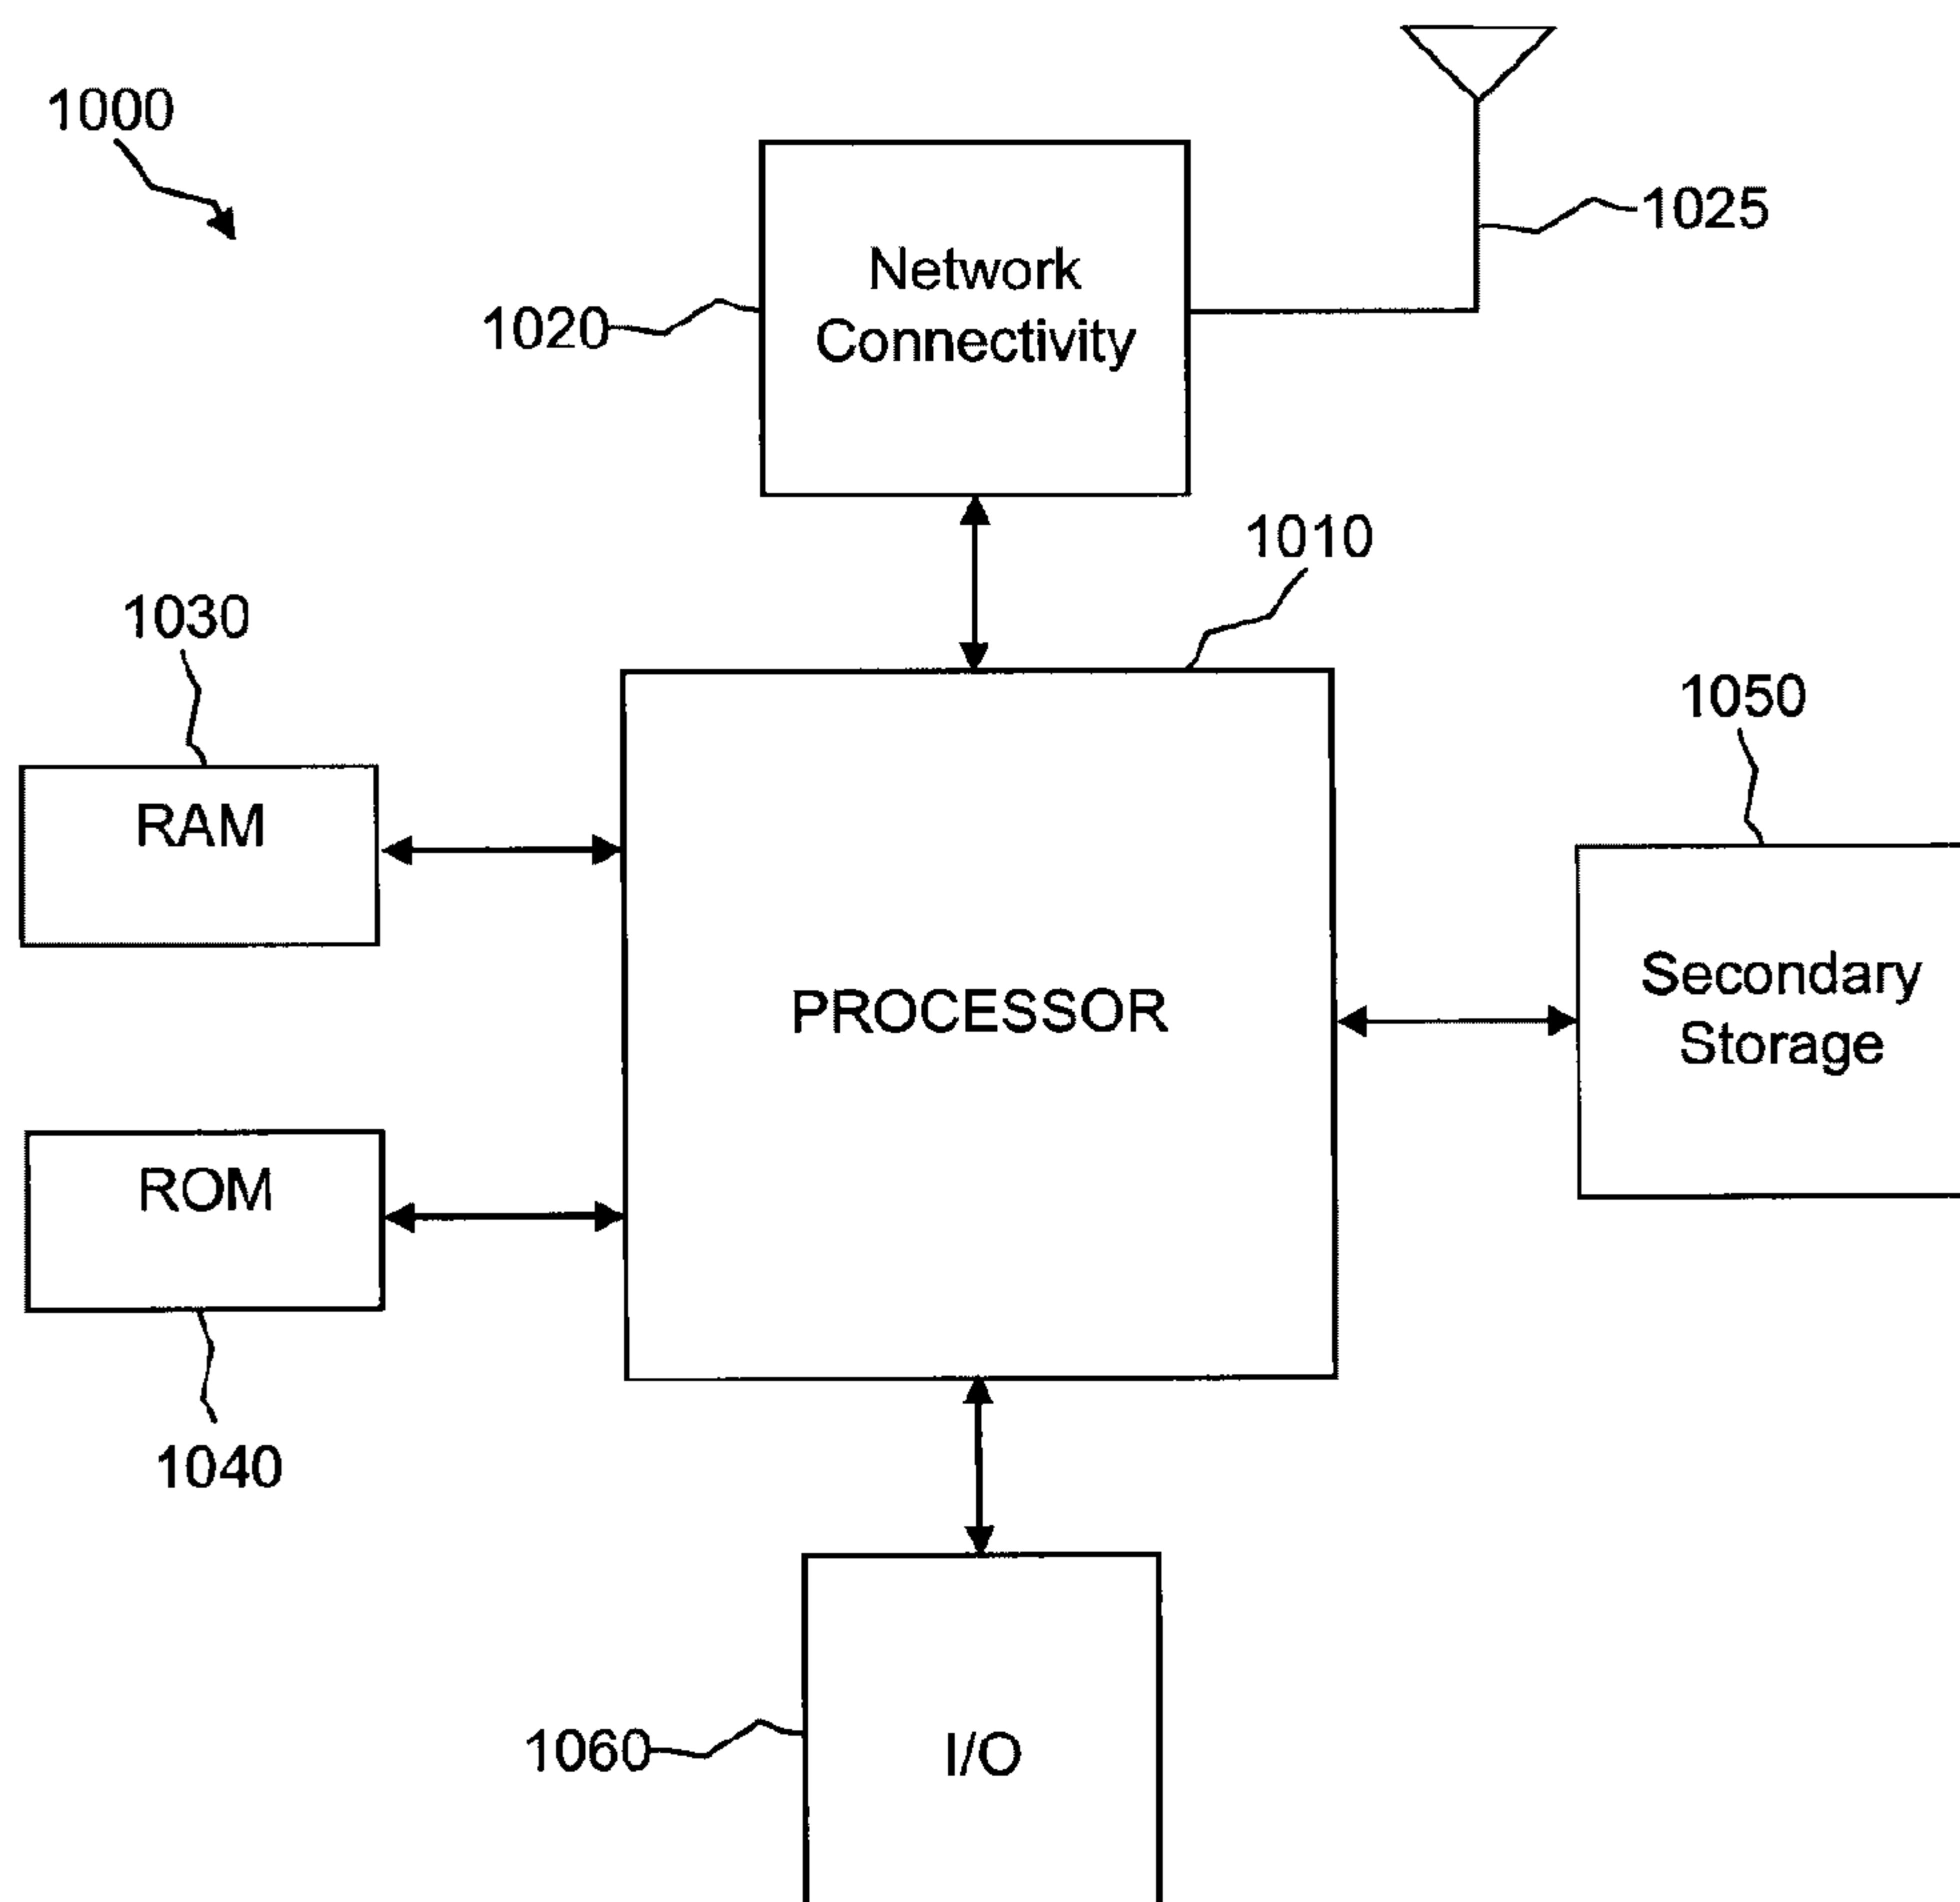 1000
1025
Network
Connectivity
1020
1010
1030
1050
RAM
Secondary
Storage
PROCESSOR
ROM
1040
1060
I/O